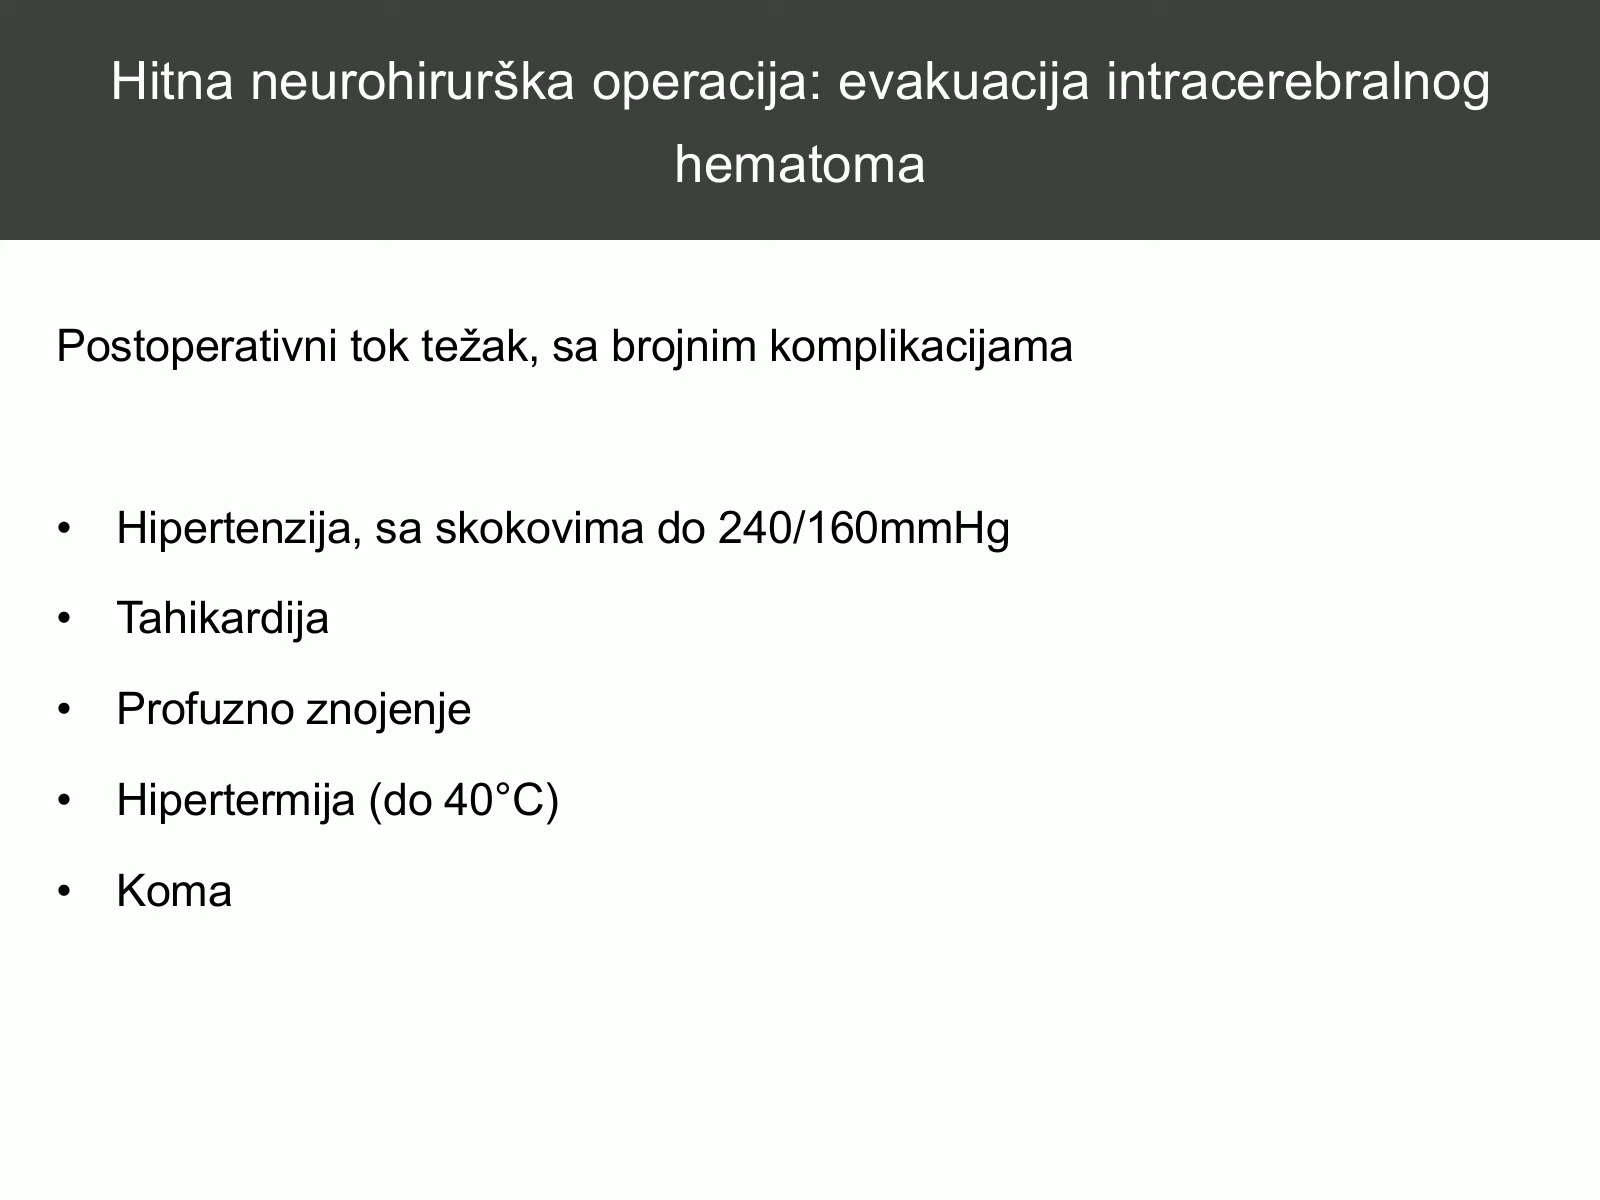 Hitna neurohirurška operacija: evakuacija intracerebralnog
hematoma
Postoperativni tok težak, sa brojnim komplikacijama
• Hipertenzija, sa skokovima do 240/160mmHg
• Tahikardija
• Profuzno znojenje
• Hipertermija (do 40°C)
• Koma